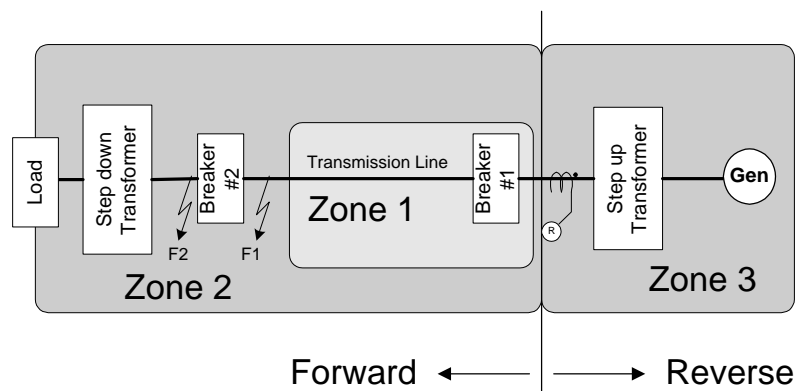 Load
Step down
Transformer
Breaker
#2
F2
F1
Transmission Line
Zone 1
Breaker
#1
R
Step up
Transformer
Gen
Zone 2
Zone 3
Forward
Reverse